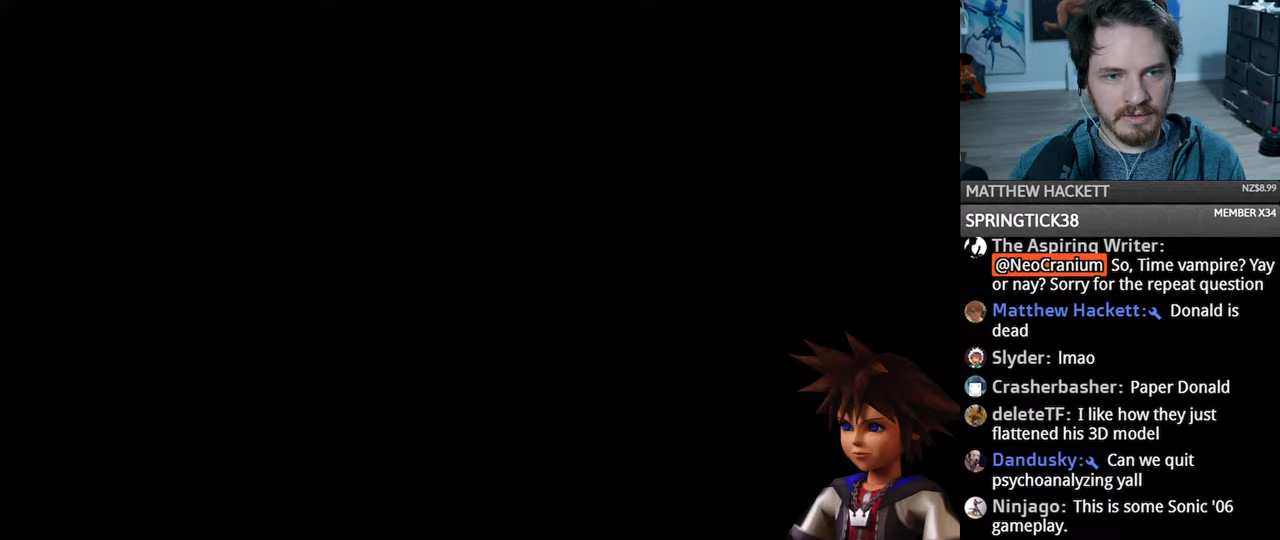 MATTHEW HACKETT NZ$8.99
SPRINGTICK38 MEMBER X34
The Aspiring Writer:
@NeoCranium So, Time vampire? Yay
or nay? Sorry for the repeat question
Matthew Hackett: Donald is
dead
Slyder: lmao
Crasherbasher: Paper Donald
deleteTF: I like how they just
flattened his 3D model
Dandusky: Can we quit
psychoanalyzing yall
Ninjago: This is some Sonic '06
gameplay.